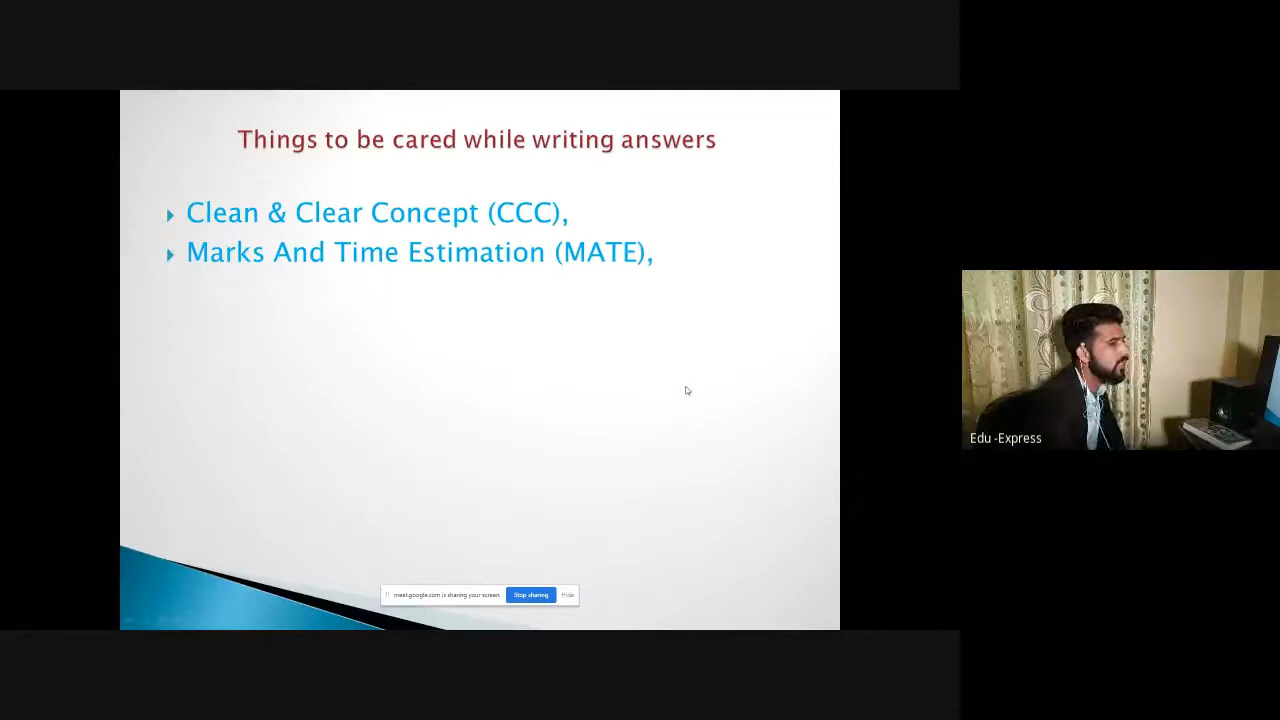 Things to be cared while writing answers
Clean & Clear Concept (CCC),
Marks And Time Estimation (MATE),
Edu -Express
meet.google.com is sharing your screen.
Stop sharing
Hide